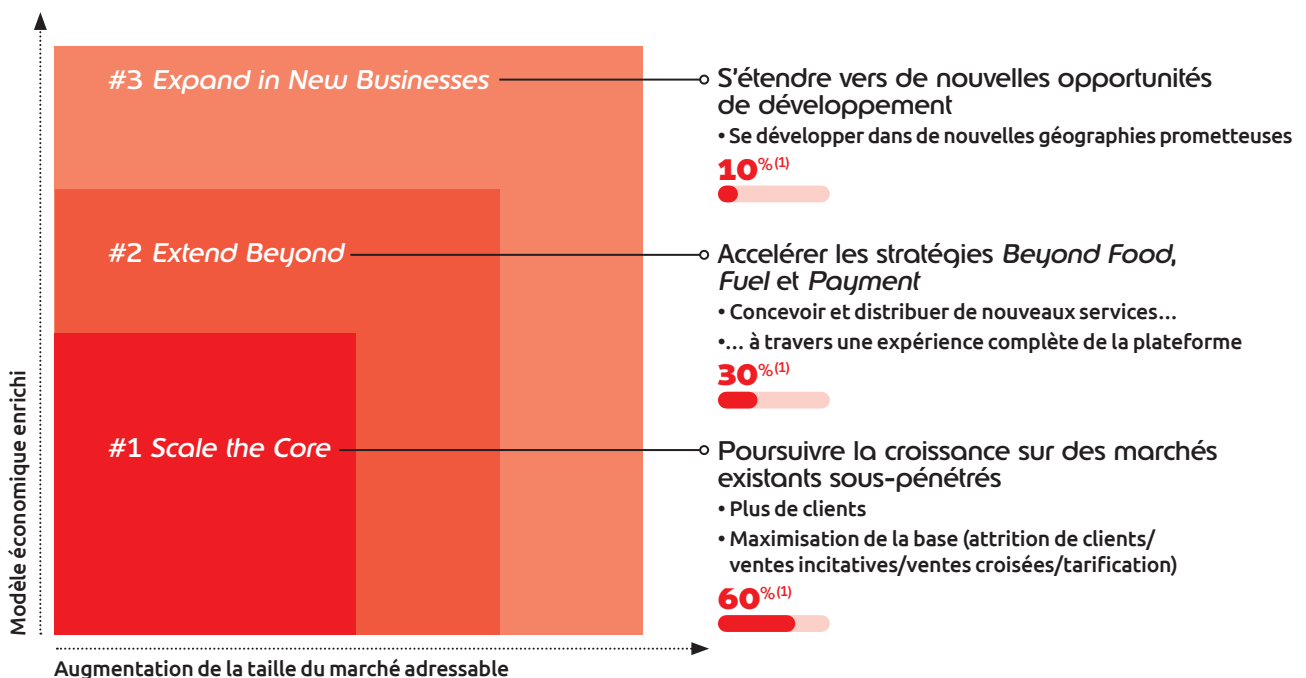 #3 Expand in New Businesses
S'étendre vers de nouvelles opportunités
de développement
• Se développer dans de nouvelles géographies prometteuses
10%(1)
#2 Extend Beyond
Accelérer les stratégies Beyond Food,
Fuel et Payment
• Concevoir et distribuer de nouveaux services...
•... à travers une expérience complète de la plateforme
30%(1)
#1 Scale the Core
Poursuivre la croissance sur des marchés
existants sous-pénétrés
• Plus de clients
• Maximisation de la base (attrition de clients/
ventes incitatives/ventes croisées/tarification)
60%(1)
Modèle économique enrichi
Augmentation de la taille du marché adressable